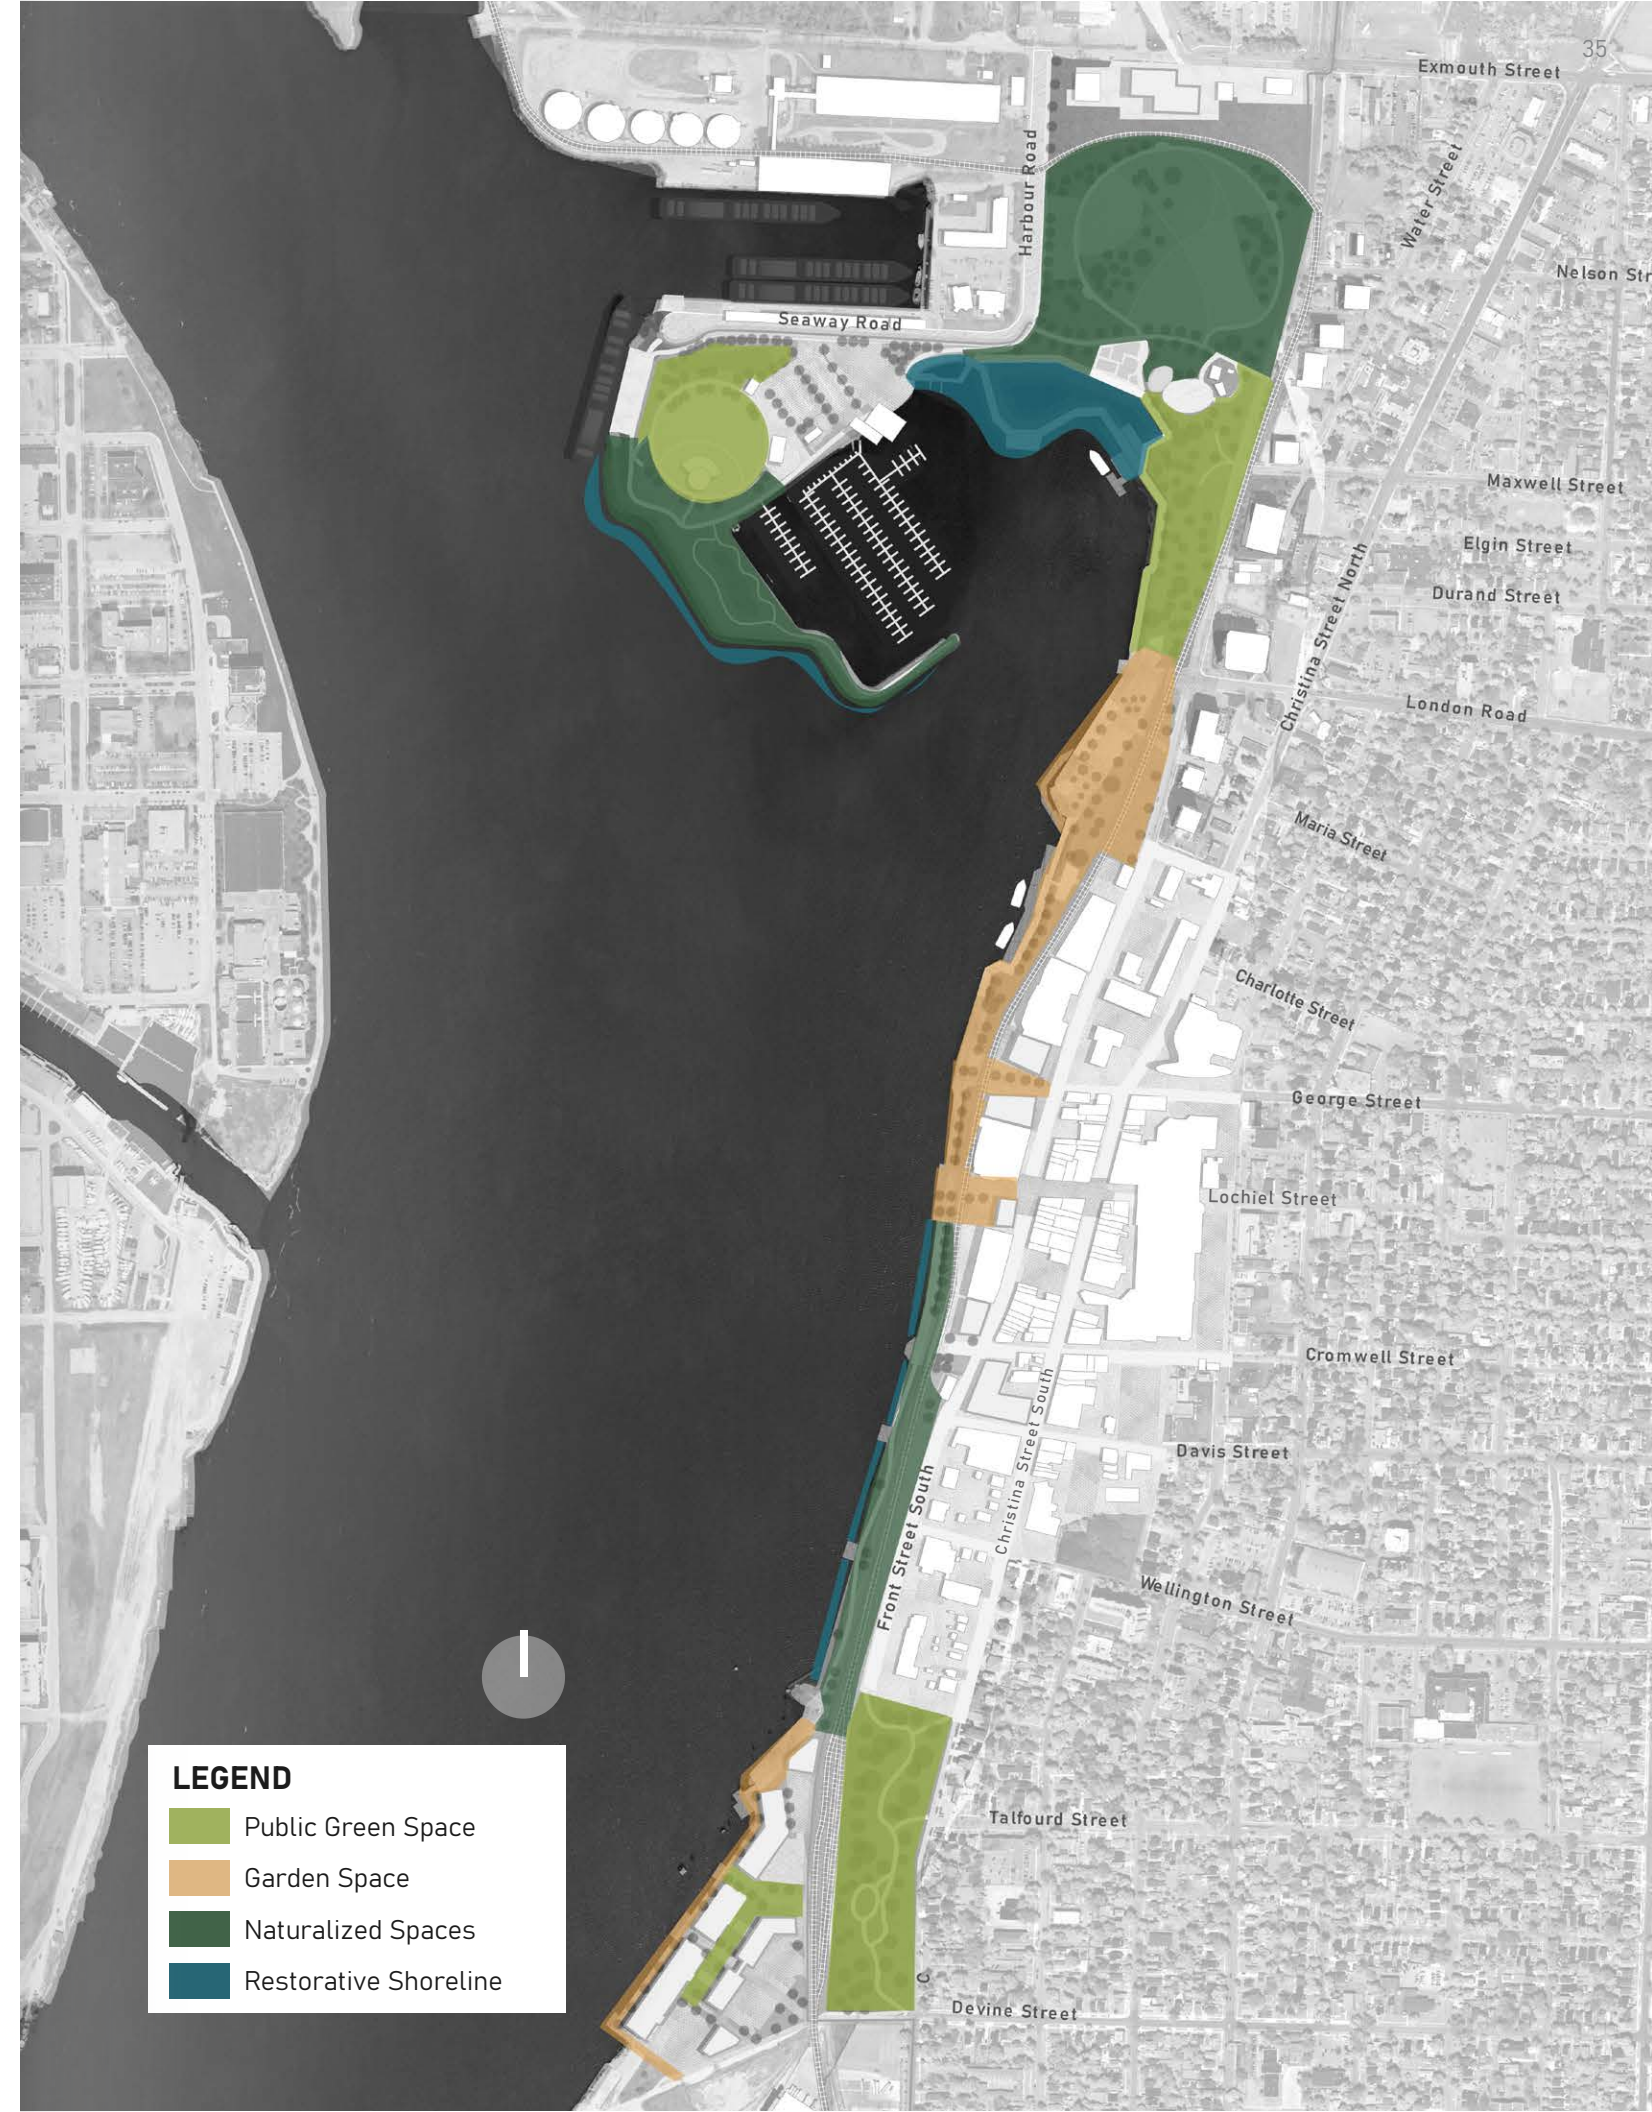 35
Exmouth Street
Harbour Road
Water Street
Nelson Str
Seaway Road
Maxwell Street
Elgin Street
Durand Street
Christina Street North
London Road
Maria Street
Charlotte Street
George Street
Lochiel Street
Cromwell Street
Christina Street South
Davis Street
Front Street South
Wellington Street
Talfourd Street
C
Devine Street
LEGEND
Public Green Space
Garden Space
Naturalized Spaces
Restorative Shoreline